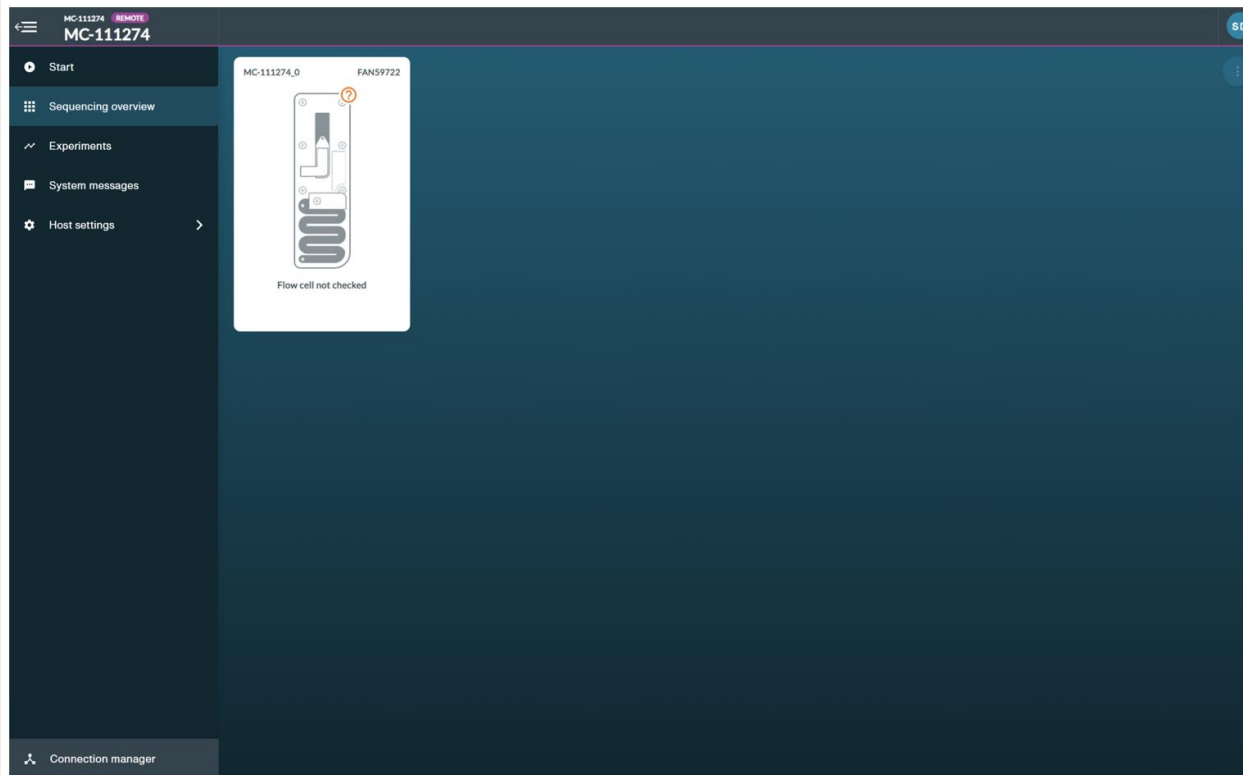 MC-111274 REMOTE
MC-111274
Start
Sequencing overview
Experiments
System messages
Host settings
Connection manager
MC-111274_0 FAN59722
?
Flow cell not checked